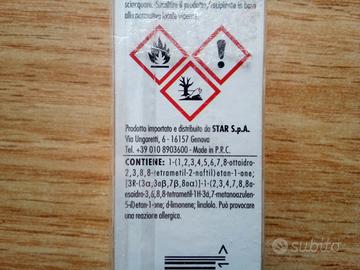 sciacquare. Smaltire il prodotto/recipiente in base
alla normativa locale vigente.
Prodotto importato e distribuito da STAR S.p.A.
Via Ungaretti, 6 - 16157 Genova
Tel. +39 010 8903600 - Made in P.R.C.
CONTIENE: 1-(1,2,3,4,5,6,7,8-ottaidro-
2,3,8,8-tetrametil-2-naftil)etan-1-one;
[3R-(3α,3aβ,7β,8aα)]-1-(2,3,4,7,8,8a-
esaidro-3,6,8,8-tetrametil-1H-3a,7-metanoazulen-
5-il)etan-1-one; d-limonene; linalolo. Può provocare
una reazione allergica.
subito